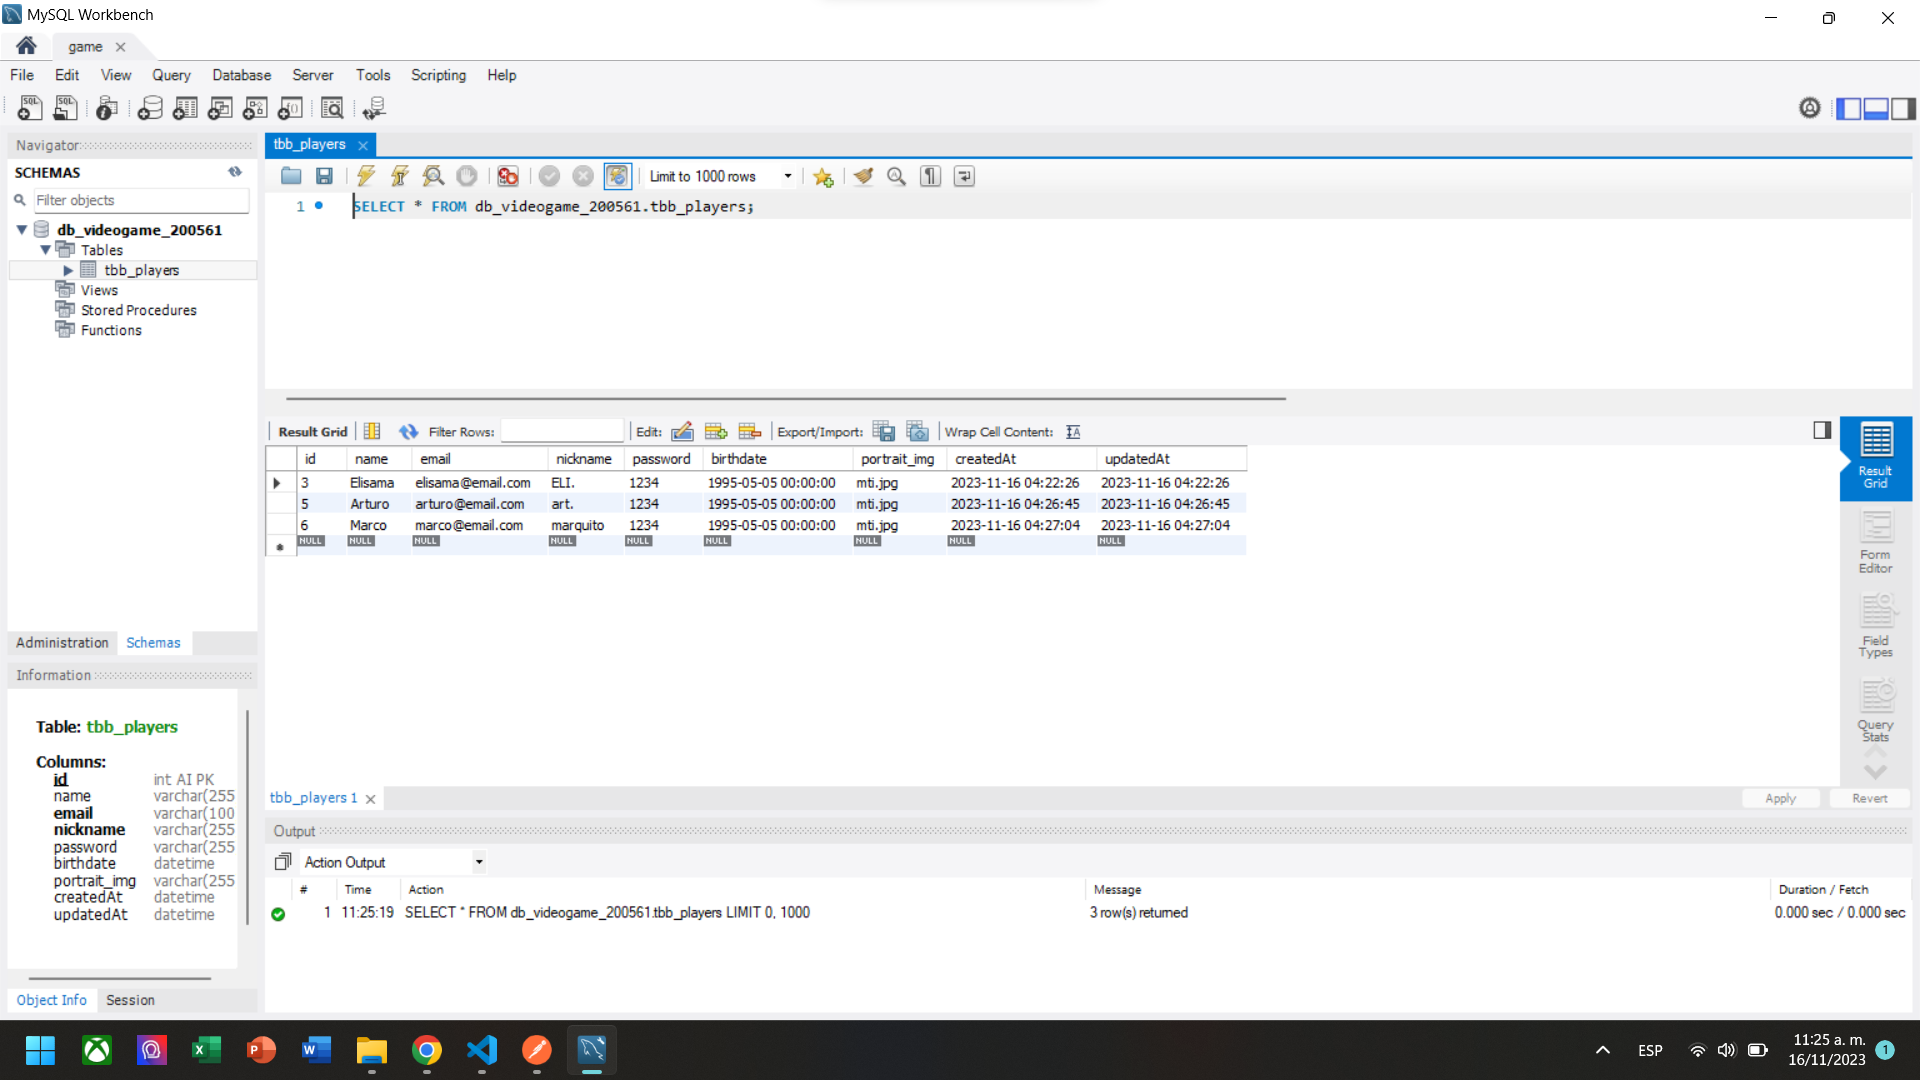 MySQL Workbench
game
File Edit View Query Database Server Tools Scripting Help
Navigator
SCHEMAS
Filter objects
db_videogame_200561
Tables
tbb_players
Views
Stored Procedures
Functions
Administration Schemas
Information
Table: tbb_players
Columns:
id int AI PK
name varchar(255
email varchar(100
nickname varchar(255
password varchar(255
birthdate datetime
portrait_img varchar(255
createdAt datetime
updatedAt datetime
Object Info Session
tbb_players
Limit to 1000 rows
1 SELECT * FROM db_videogame_200561.tbb_players;
Result Grid Filter Rows: Edit: Export/Import: Wrap Cell Content:
id name email nickname password birthdate portrait_img createdAt updatedAt
3 Elisama elisama@email.com ELI. 1234 1995-05-05 00:00:00 mti.jpg 2023-11-16 04:22:26 2023-11-16 04:22:26
5 Arturo arturo@email.com art. 1234 1995-05-05 00:00:00 mti.jpg 2023-11-16 04:26:45 2023-11-16 04:26:45
6 Marco marco@email.com marquito 1234 1995-05-05 00:00:00 mti.jpg 2023-11-16 04:27:04 2023-11-16 04:27:04
NULL NULL NULL NULL NULL NULL NULL NULL NULL
Result
Grid
Form
Editor
Field
Types
Query
Stats
tbb_players 1
Apply Revert
Output
Action Output
# Time Action Message Duration / Fetch
1 11:25:19 SELECT * FROM db_videogame_200561.tbb_players LIMIT 0, 1000 3 row(s) returned 0.000 sec / 0.000 sec
ESP
11:25 a. m.
16/11/2023
1